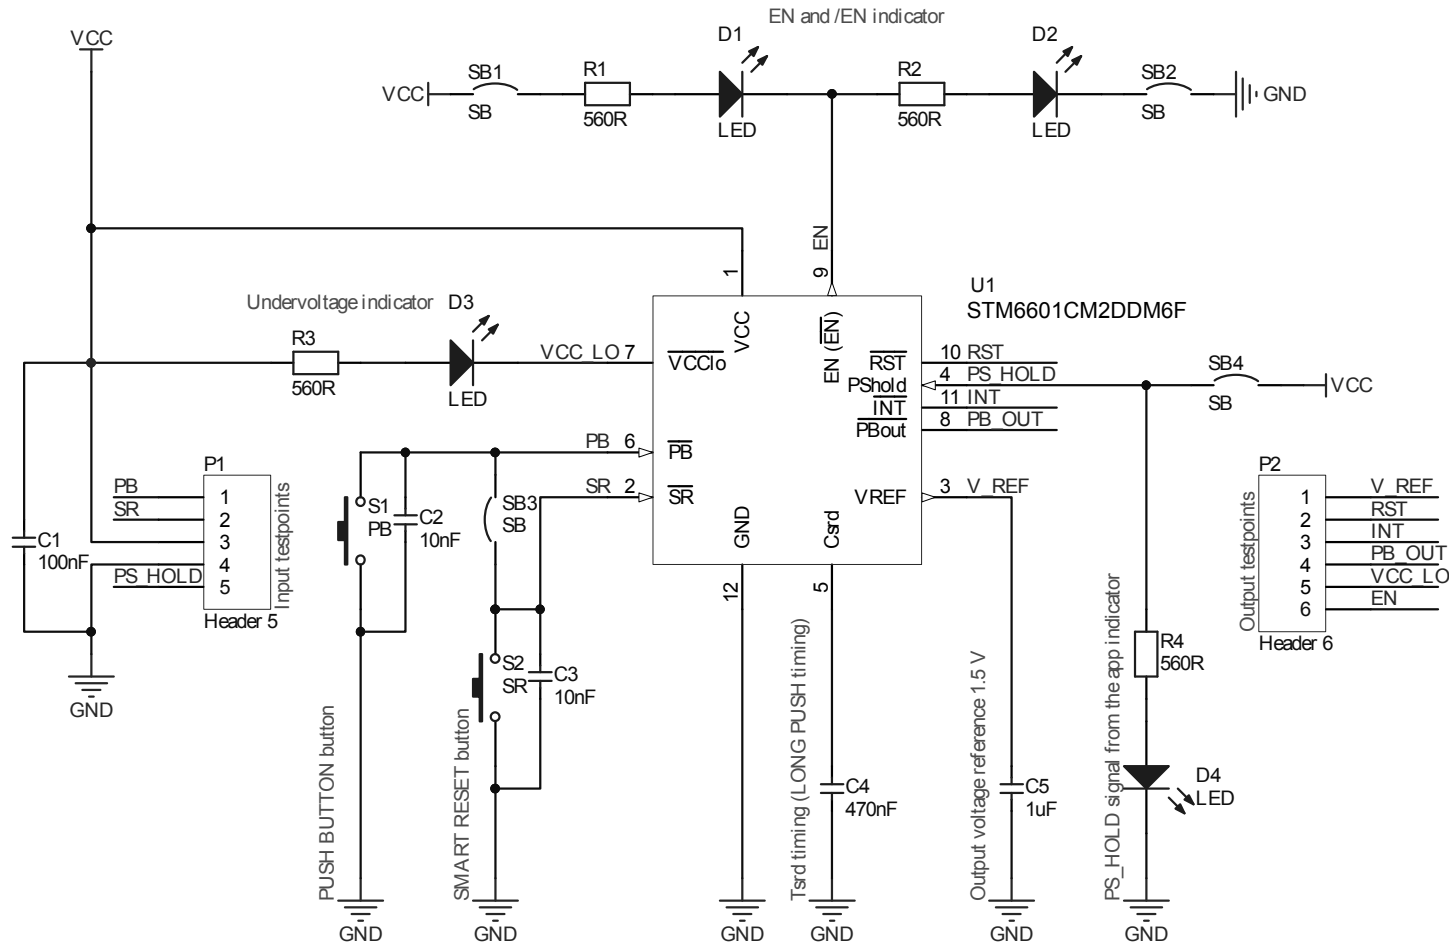 EN and /EN indicator
VCC
D1
D2
SB1
R1
R2
SB2
VCC
GND
SB
560R
LED
560R
LED
SB
EN
1
9
U1
STM6601CM2DDM6F
Undervoltage indicator
D3
R3
560R
LED
VCC_LO 7
VCClo
VCC
EN (EN)
RST
PShold
INT
PBout
10 RST
4 PS_HOLD
11 INT
8 PB_OUT
SB4
SB
VCC
PB 6
PB
SR 2
SR
VREF
3 V_REF
GND
Csrd
12
5
P1
PB
1
SR
2
3
4
PS_HOLD
5
Header 5
Input testpoints
C1
100nF
GND
S1
PB
C2
10nF
SB3
SB
S2
SR
C3
10nF
PUSH BUTTON button
SMART RESET button
Tsrd timing (LONG PUSH timing)
C4
470nF
Output voltage reference 1.5 V
C5
1uF
PS_HOLD signal from the app indicator
R4
560R
D4
LED
P2
1 V_REF
2 RST
3 INT
4 PB_OUT
5 VCC_LO
6 EN
Header 6
Output testpoints
GND
GND
GND
GND
GND
GND